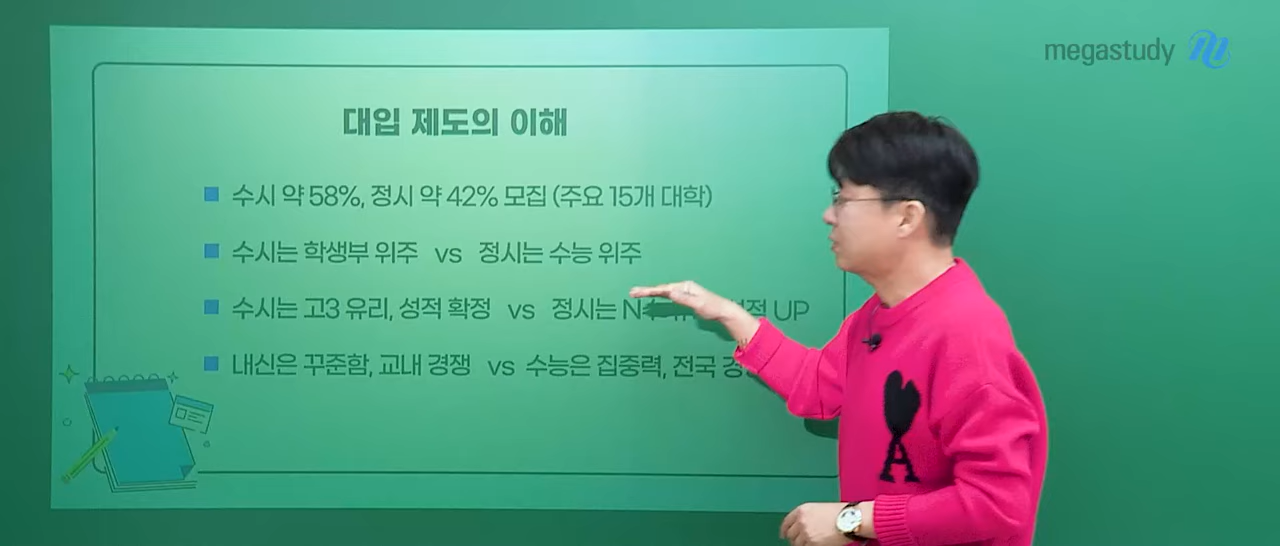 megastudy
대입 제도의 이해
수시 약 58%, 정시 약 42% 모집 (주요 15개 대학)
수시는 학생부 위주 vs 정시는 수능 위주
수시는 고3 유리, 성적 확정 vs 정시는 UP
내신은 꾸준함, 교내 경쟁 vs 수능은 집중력, 전국
A